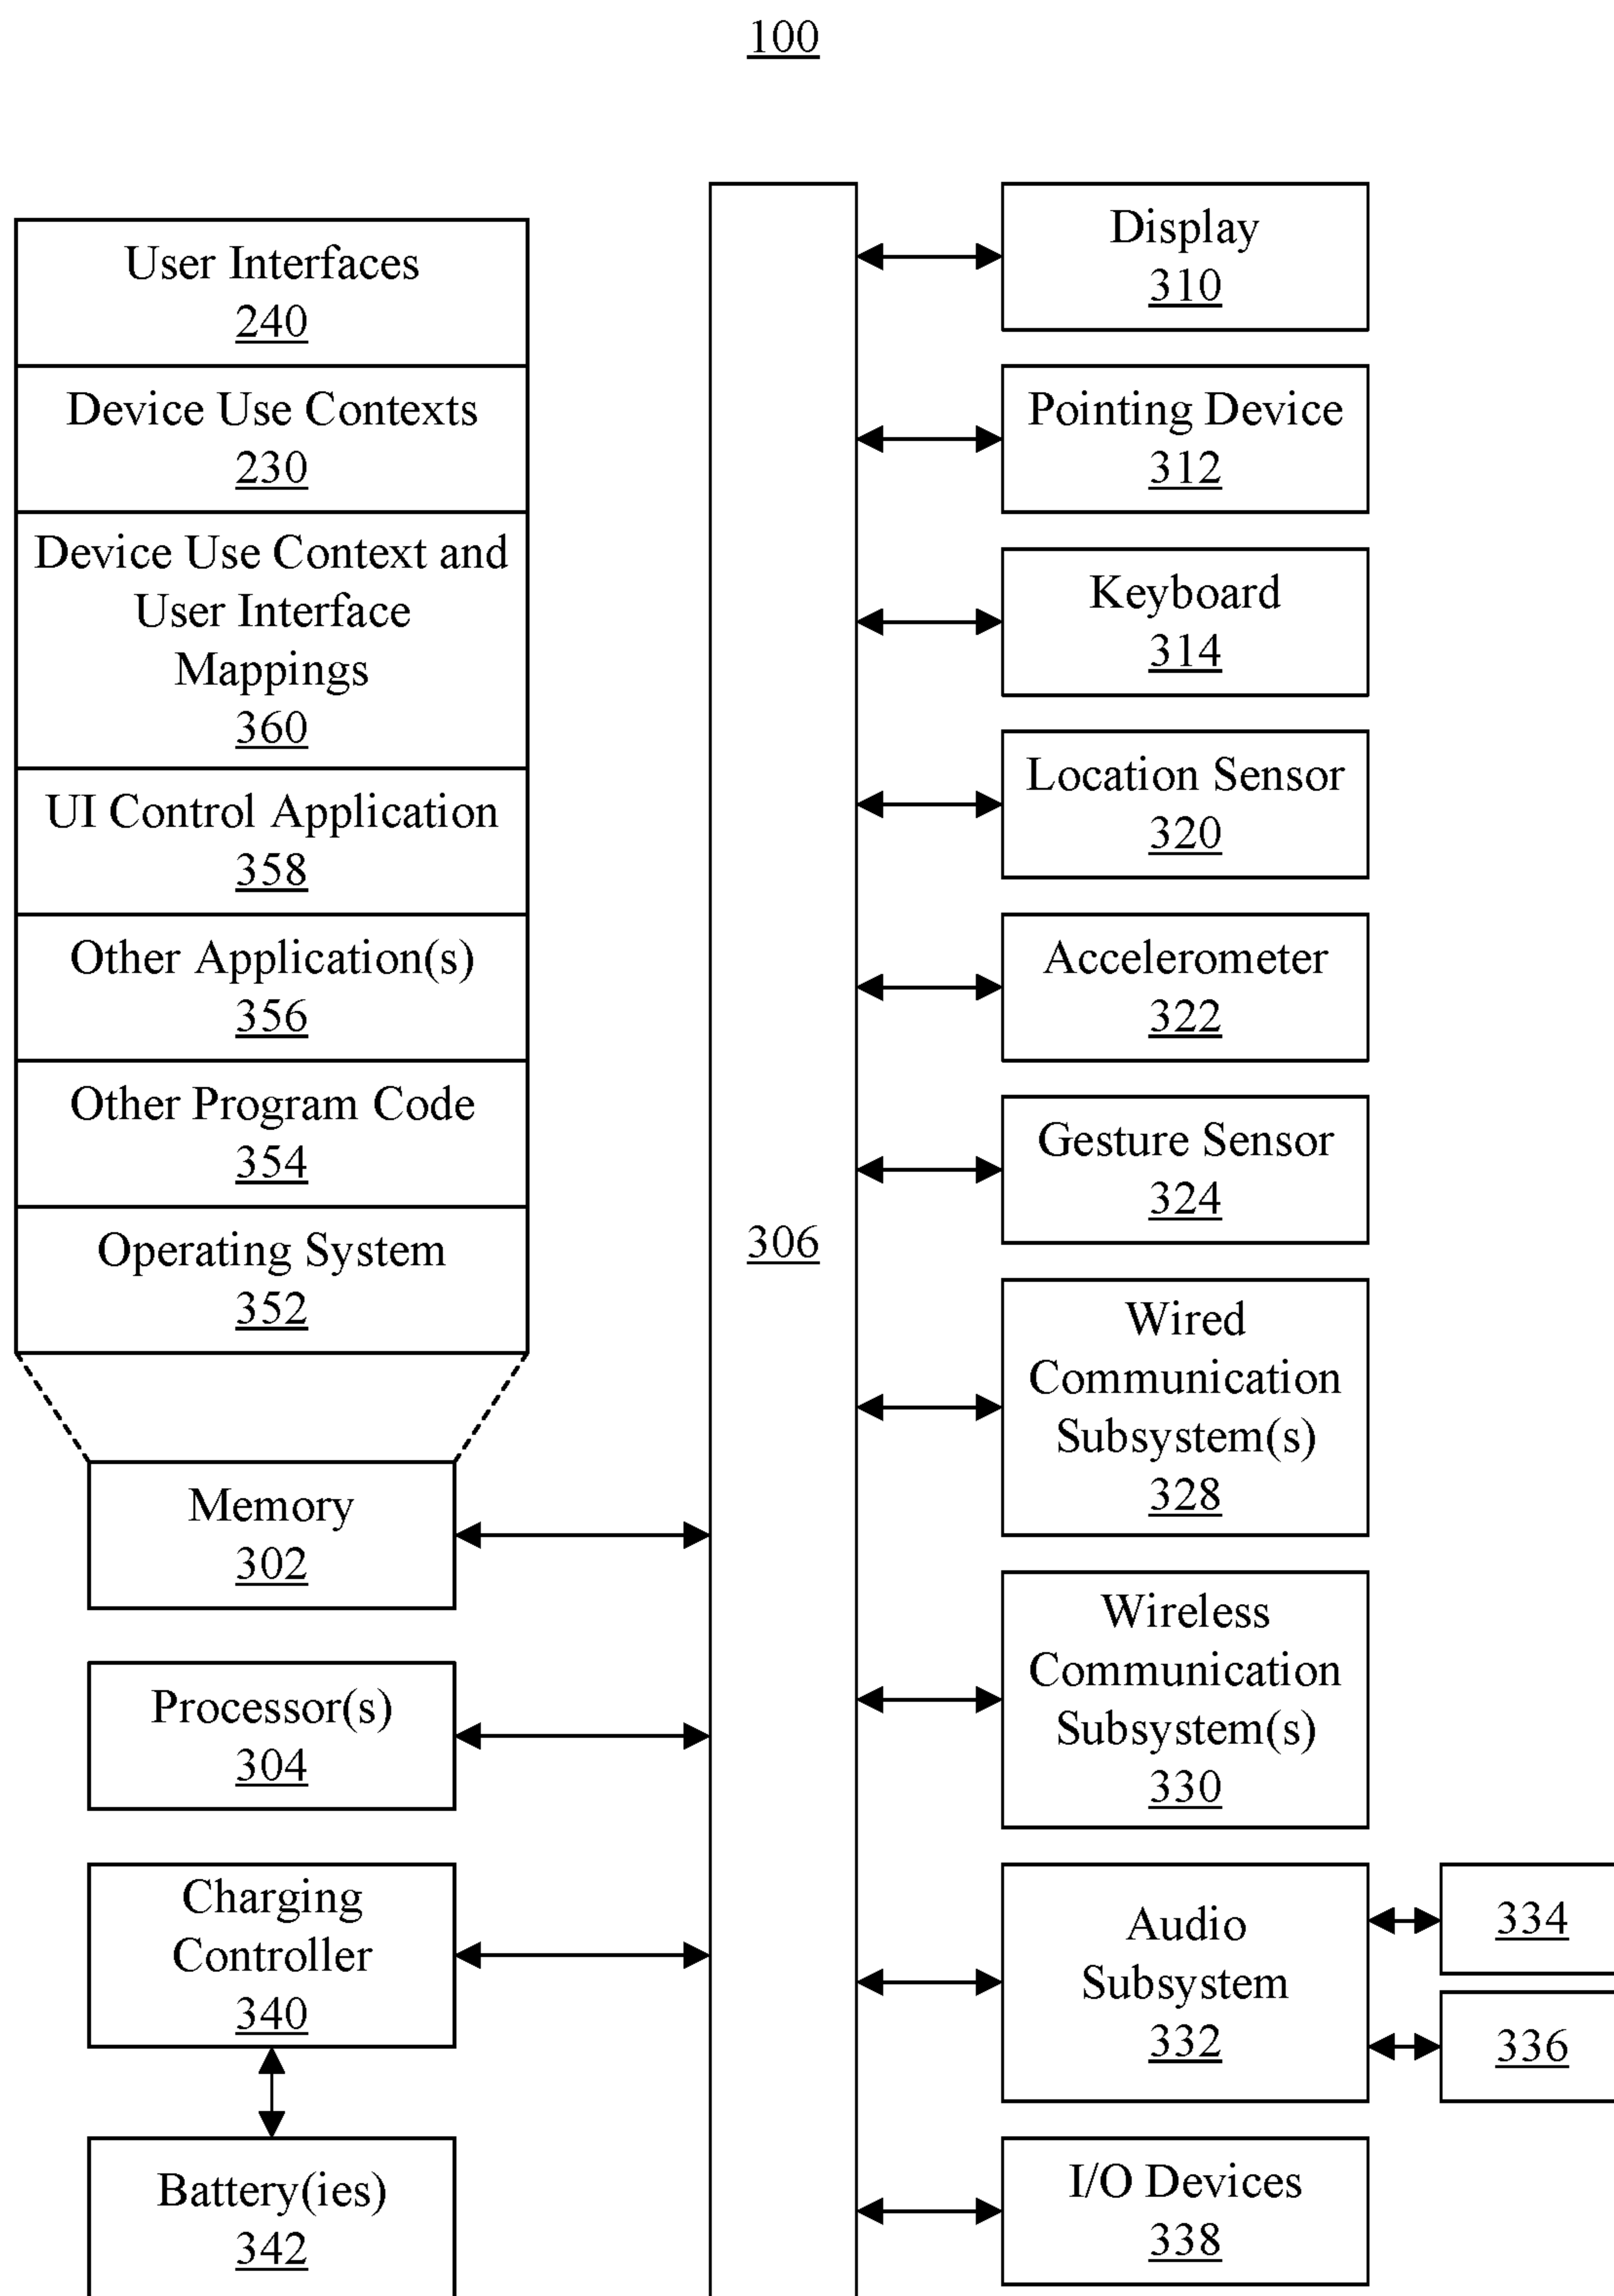 100
User Interfaces
240
Device Use Contexts
230
Device Use Context and
User Interface
Mappings
360
UI Control Application
358
Other Application(s)
356
Other Program Code
354
Operating System
352
Memory
302
Processor(s)
304
Charging
Controller
340
Battery(ies)
342
306
Display
310
Pointing Device
312
Keyboard
314
Location Sensor
320
Accelerometer
322
Gesture Sensor
324
Wired
Communication
Subsystem(s)
328
Wireless
Communication
Subsystem(s)
330
Audio
Subsystem
332
334
336
I/O Devices
338